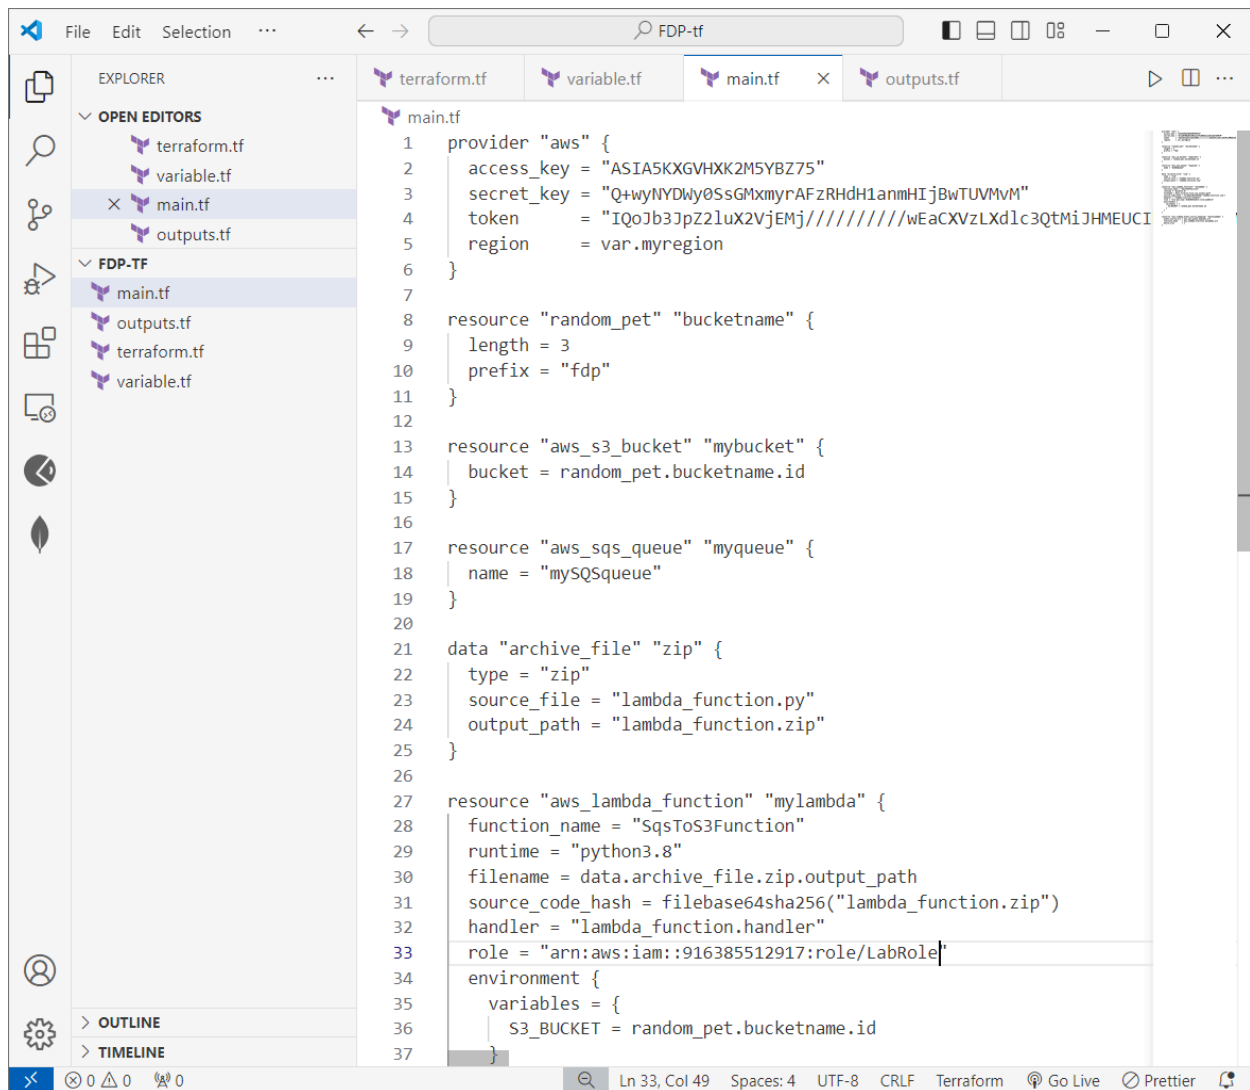 File Edit Selection ··· FDP-tf
EXPLORER ···
OPEN EDITORS
terraform.tf
variable.tf
main.tf
outputs.tf
FDP-TF
main.tf
outputs.tf
terraform.tf
variable.tf
OUTLINE
TIMELINE
terraform.tf variable.tf main.tf outputs.tf ···
main.tf
1 provider "aws" {
2 access_key = "ASIA5KXGVHXK2M5YBZ75"
3 secret_key = "Q+wyNYDWy0SsGMxmyrAFzRHdH1anmHIjBwTUVMvM"
4 token = "IQoJb3JpZ2luX2VjEMj//////////wEaCXVzLXdlc3QtMiJHMEUCI
5 region = var.myregion
6 }
7
8 resource "random_pet" "bucketname" {
9 length = 3
10 prefix = "fdp"
11 }
12
13 resource "aws_s3_bucket" "mybucket" {
14 bucket = random_pet.bucketname.id
15 }
16
17 resource "aws_sqs_queue" "myqueue" {
18 name = "mySQSqueue"
19 }
20
21 data "archive_file" "zip" {
22 type = "zip"
23 source_file = "lambda_function.py"
24 output_path = "lambda_function.zip"
25 }
26
27 resource "aws_lambda_function" "mylambda" {
28 function_name = "SqsToS3Function"
29 runtime = "python3.8"
30 filename = data.archive_file.zip.output_path
31 source_code_hash = filebase64sha256("lambda_function.zip")
32 handler = "lambda_function.handler"
33 role = "arn:aws:iam::916385512917:role/LabRole"
34 environment {
35 variables = {
36 S3_BUCKET = random_pet.bucketname.id
37 }
0 0 0 Ln 33, Col 49 Spaces: 4 UTF-8 CRLF Terraform Go Live Prettier